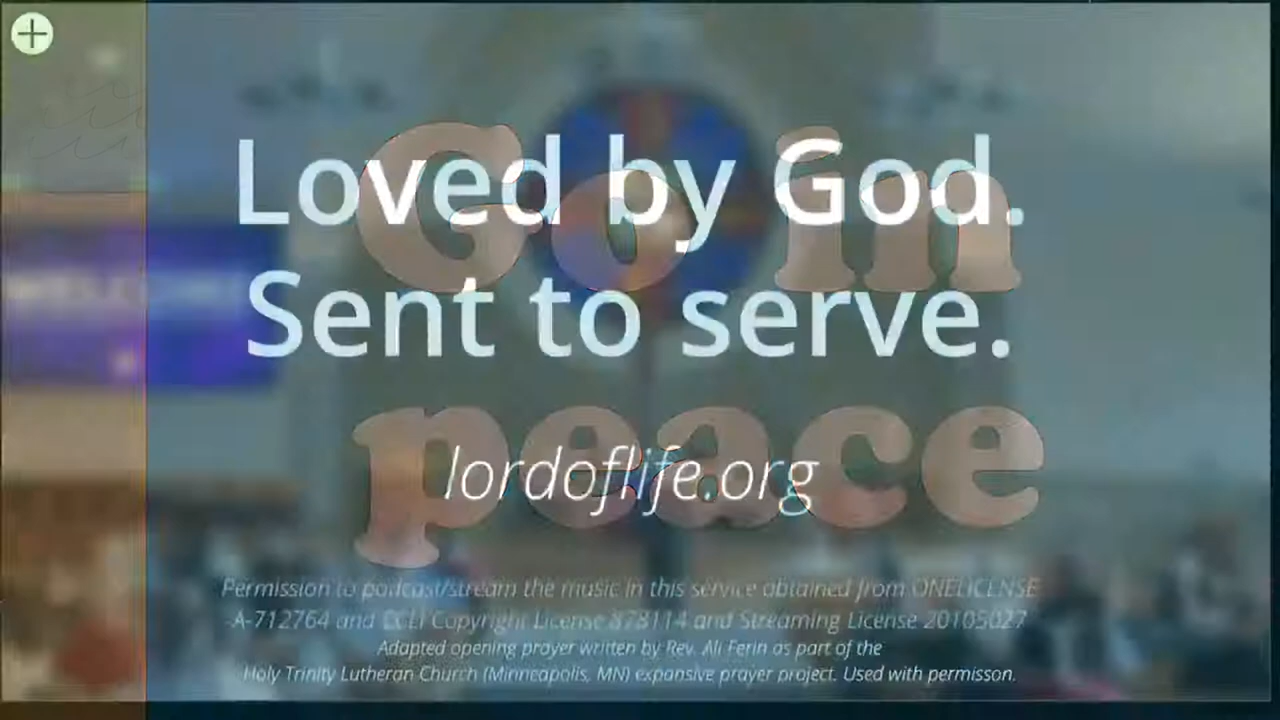 Loved by God.
Sent to serve.
Go in
peace
lordoflife.org
Permission to podcast/stream the music in this service obtained from ONELICENSE
-A-712764 and CCLI Copyright License 878114 and Streaming License 20105027
Adapted opening prayer written by Rev. Ali Ferin as part of the
Holy Trinity Lutheran Church (Minneapolis, MN) expansive prayer project. Used with permisson.
WELCOME